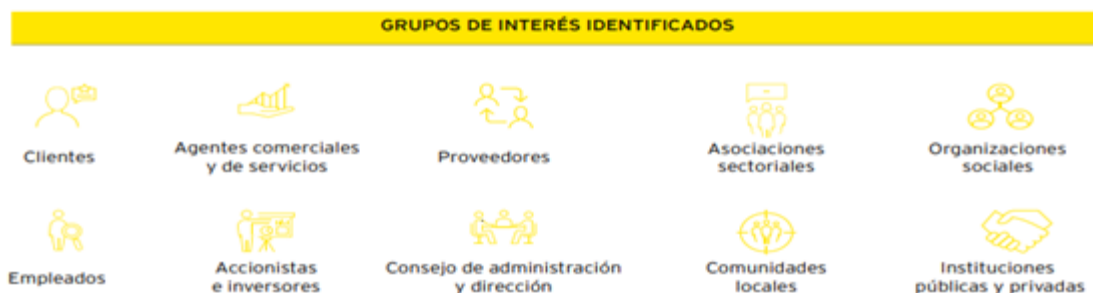 GRUPOS DE INTERÉS IDENTIFICADOS
Clientes
Agentes comerciales
y de servicios
Proveedores
Asociaciones
sectoriales
Organizaciones
sociales
Empleados
Accionistas
e inversores
Consejo de administración
y dirección
Comunidades
locales
Instituciones
públicas y privadas